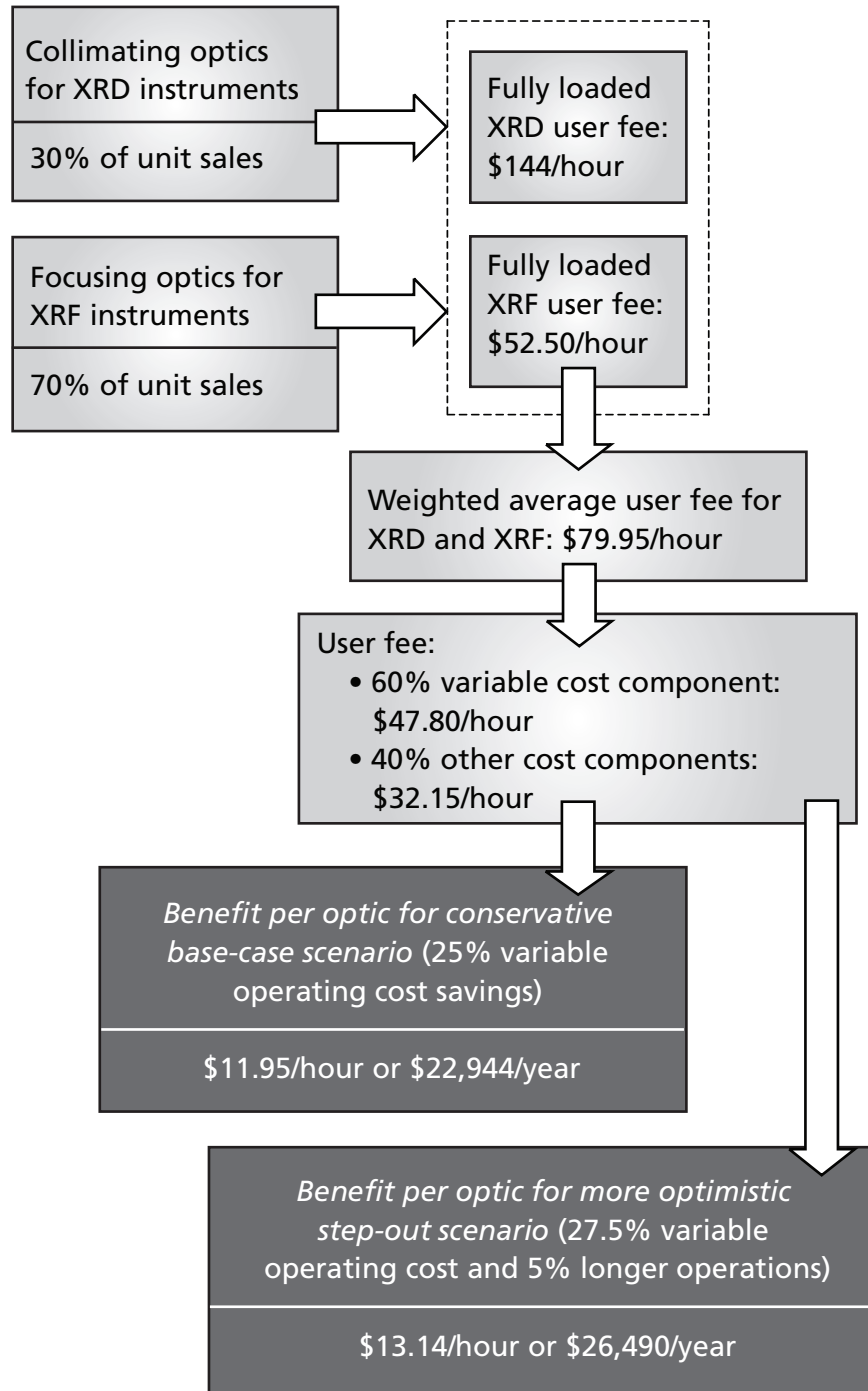 Collimating optics
for XRD instruments
30% of unit sales
Fully loaded
XRD user fee:
$144/hour
Focusing optics for
XRF instruments
70% of unit sales
Fully loaded
XRF user fee:
$52.50/hour
Weighted average user fee for
XRD and XRF: $79.95/hour
User fee:
• 60% variable cost component:
$47.80/hour
• 40% other cost components:
$32.15/hour
Benefit per optic for conservative
base-case scenario (25% variable
operating cost savings)
$11.95/hour or $22,944/year
Benefit per optic for more optimistic
step-out scenario (27.5% variable
operating cost and 5% longer operations)
$13.14/hour or $26,490/year